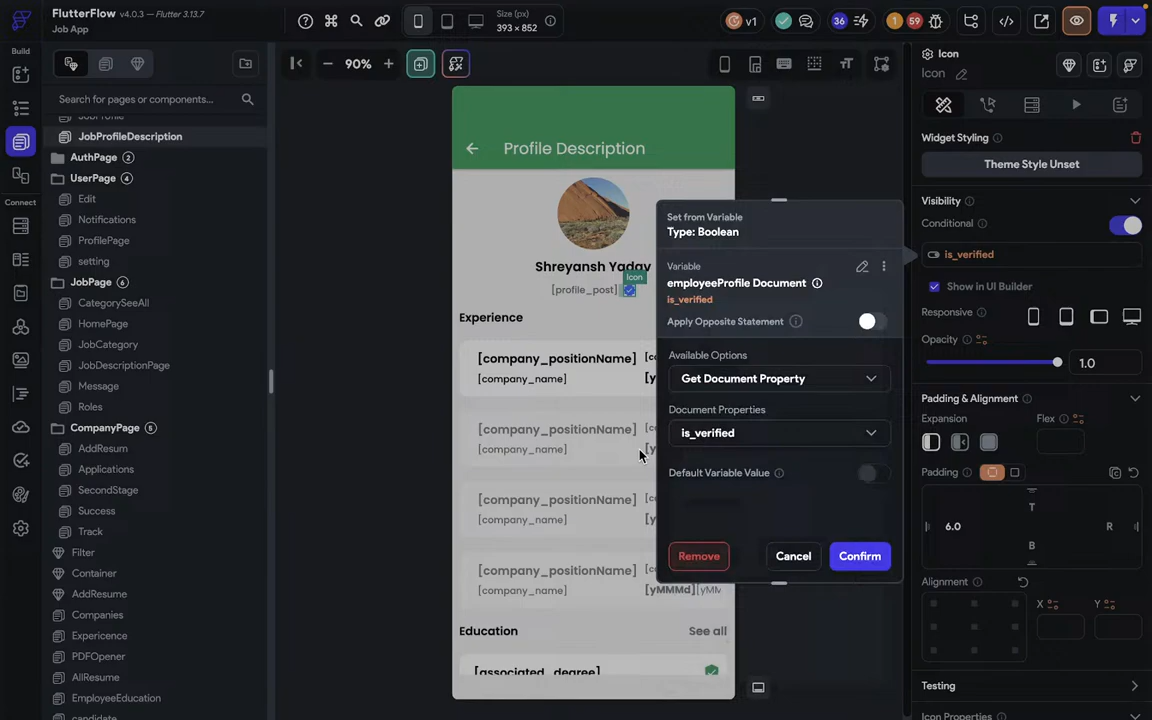 FlutterFlow v4.0.3 • Flutter 3.13.7
Job App
Size (px)
393 × 852
v1
36
1
59
Build
Connect
Search for pages or components...
JobProfile
JobProfileDescription
AuthPage 2
UserPage 4
Edit
Notifications
ProfilePage
setting
JobPage 6
CategorySeeAll
HomePage
JobCategory
JobDescriptionPage
Message
Roles
CompanyPage 5
AddResum
Applications
SecondStage
Success
Track
Filter
Container
AddResume
Companies
Expericence
PDFOpener
AllResume
EmployeeEducation
candidate
90%
Profile Description
Shreyansh Yadav
Icon
[profile_post]
Experience
[company_positionName]
[company_name]
[company_positionName]
[company_name]
[company_positionName]
[company_name]
[company_positionName]
[company_name]
[yMMMd][yMM
Education
See all
[associated_degree]
Set from Variable
Type: Boolean
Variable
employeeProfile Document
is_verified
Apply Opposite Statement
Available Options
Get Document Property
Document Properties
is_verified
Default Variable Value
Remove
Cancel
Confirm
Icon
Icon
Widget Styling
Theme Style Unset
Visibility
Conditional
is_verified
Show in UI Builder
Responsive
Opacity
1.0
Padding & Alignment
Expansion
Flex
Padding
T
6.0
R
B
Alignment
X
Y
Testing
Icon Properties